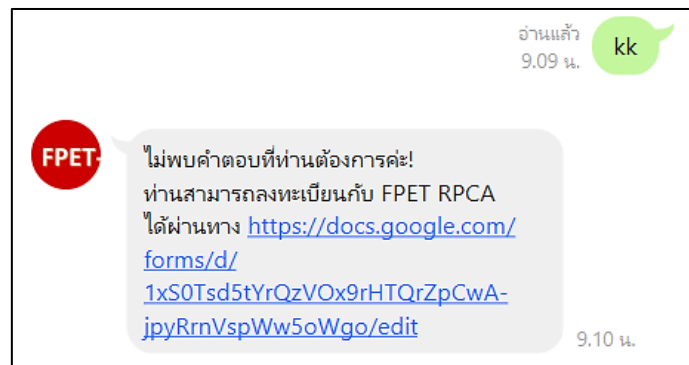 อ่านแล้ว
9.09 น.
kk
FPET-
ไม่พบคำตอบที่ท่านต้องการค่ะ!
ท่านสามารถลงทะเบียนกับ FPET RPCA
ได้ผ่านทาง https://docs.google.com/
forms/d/
1xS0Tsd5tYrQzVOx9rHTQrZpCwA-
jpyRrnVspWw5oWgo/edit
9.10 น.